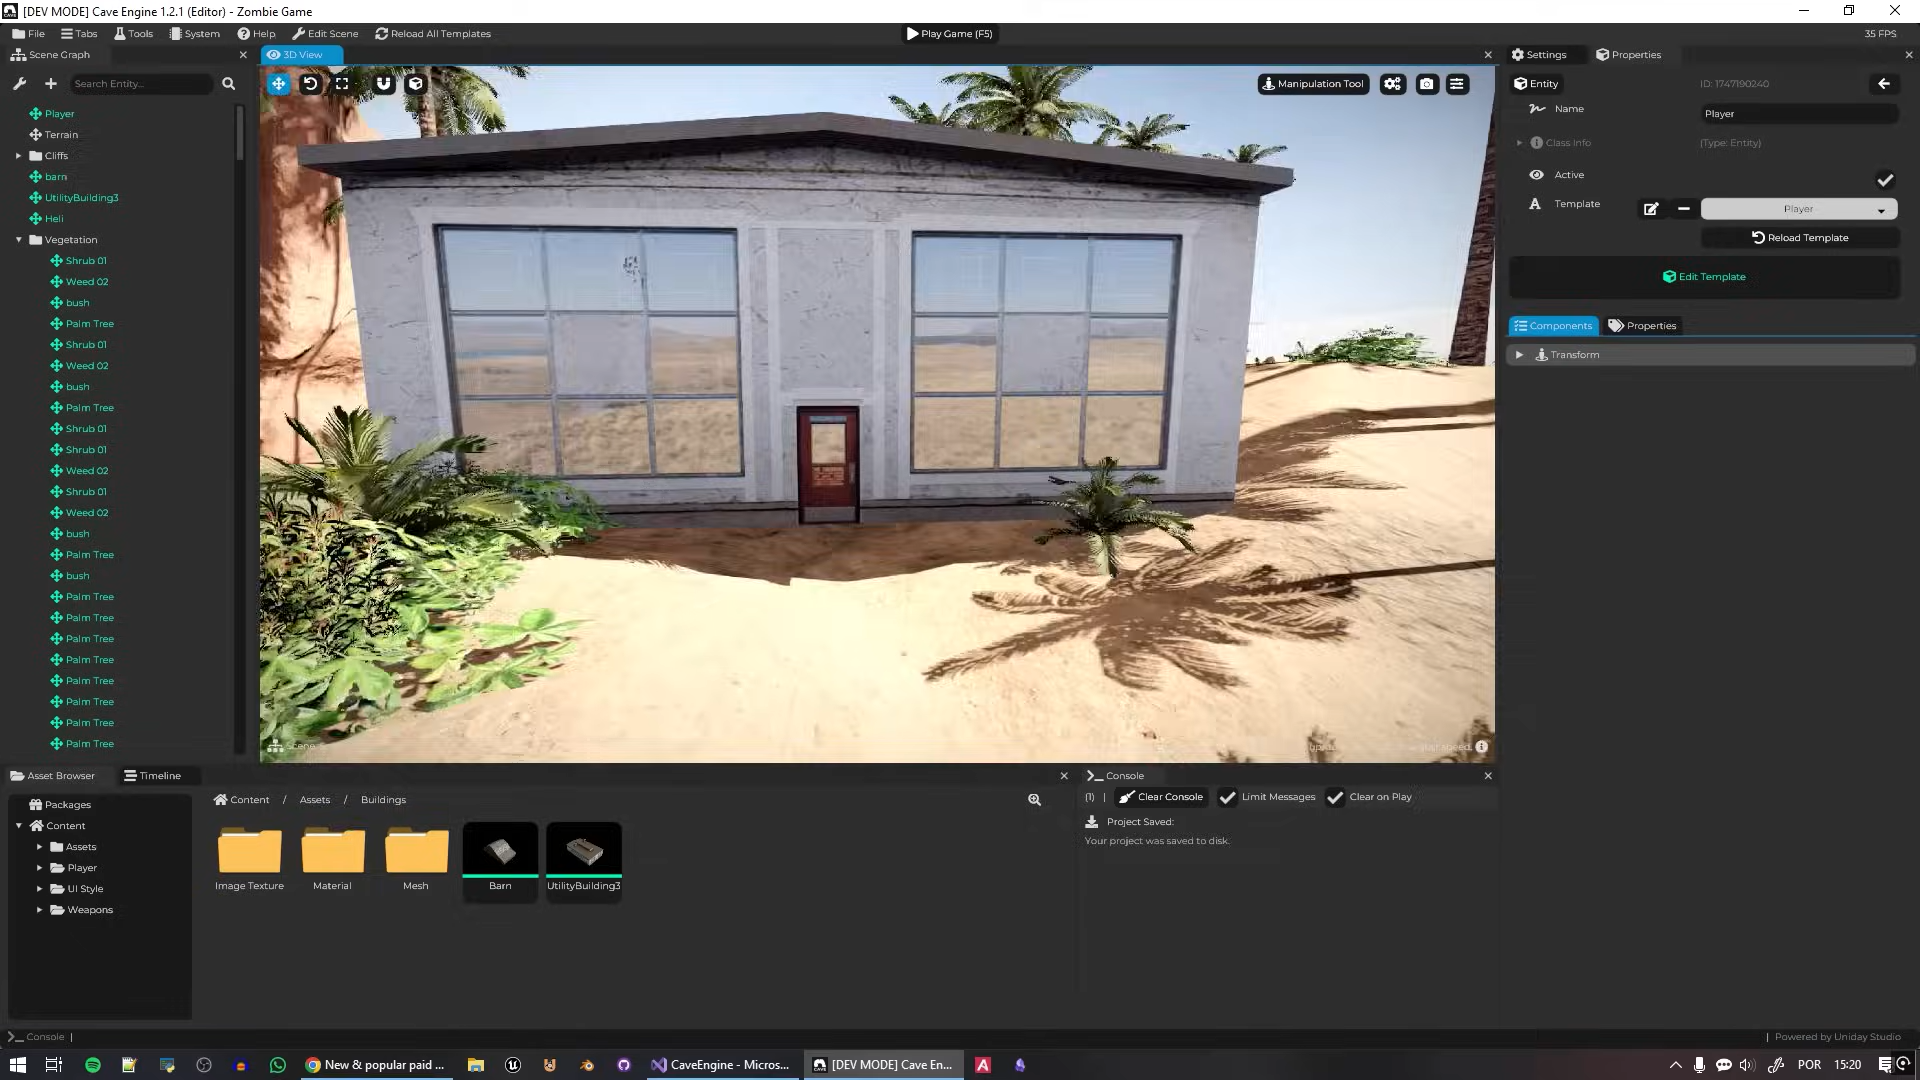 [DEV MODE] Cave Engine 1.2.1 (Editor) - Zombie Game
File Tabs Tools System Help Edit Scene Reload All Templates
Play Game (F5)
35 FPS
Scene Graph
3D View
Settings Properties
Search Entity...
Manipulation Tool
Entity
ID: 1747190240
Name
Player
Class Info
(Type: Entity)
Active
Template
Player
Reload Template
Edit Template
Components Properties
Transform
Player
Terrain
Cliffs
barn
UtilityBuilding3
Heli
Vegetation
Shrub 01
Weed 02
bush
Palm Tree
Shrub 01
Weed 02
bush
Palm Tree
Shrub 01
Shrub 01
Weed 02
Shrub 01
Weed 02
bush
Palm Tree
bush
Palm Tree
Palm Tree
Palm Tree
Palm Tree
Palm Tree
Palm Tree
Palm Tree
Palm Tree
Asset Browser Timeline
Packages
Content
Assets
Player
UI Style
Weapons
Content / Assets / Buildings
Image Texture
Material
Mesh
Barn
UtilityBuilding3
Console
(1) | Clear Console Limit Messages Clear on Play
Project Saved:
Your project was saved to disk.
Console |
| Powered by Uniday Studio
New & popular paid ...
CaveEngine - Micros...
[DEV MODE] Cave En...
POR
15:20